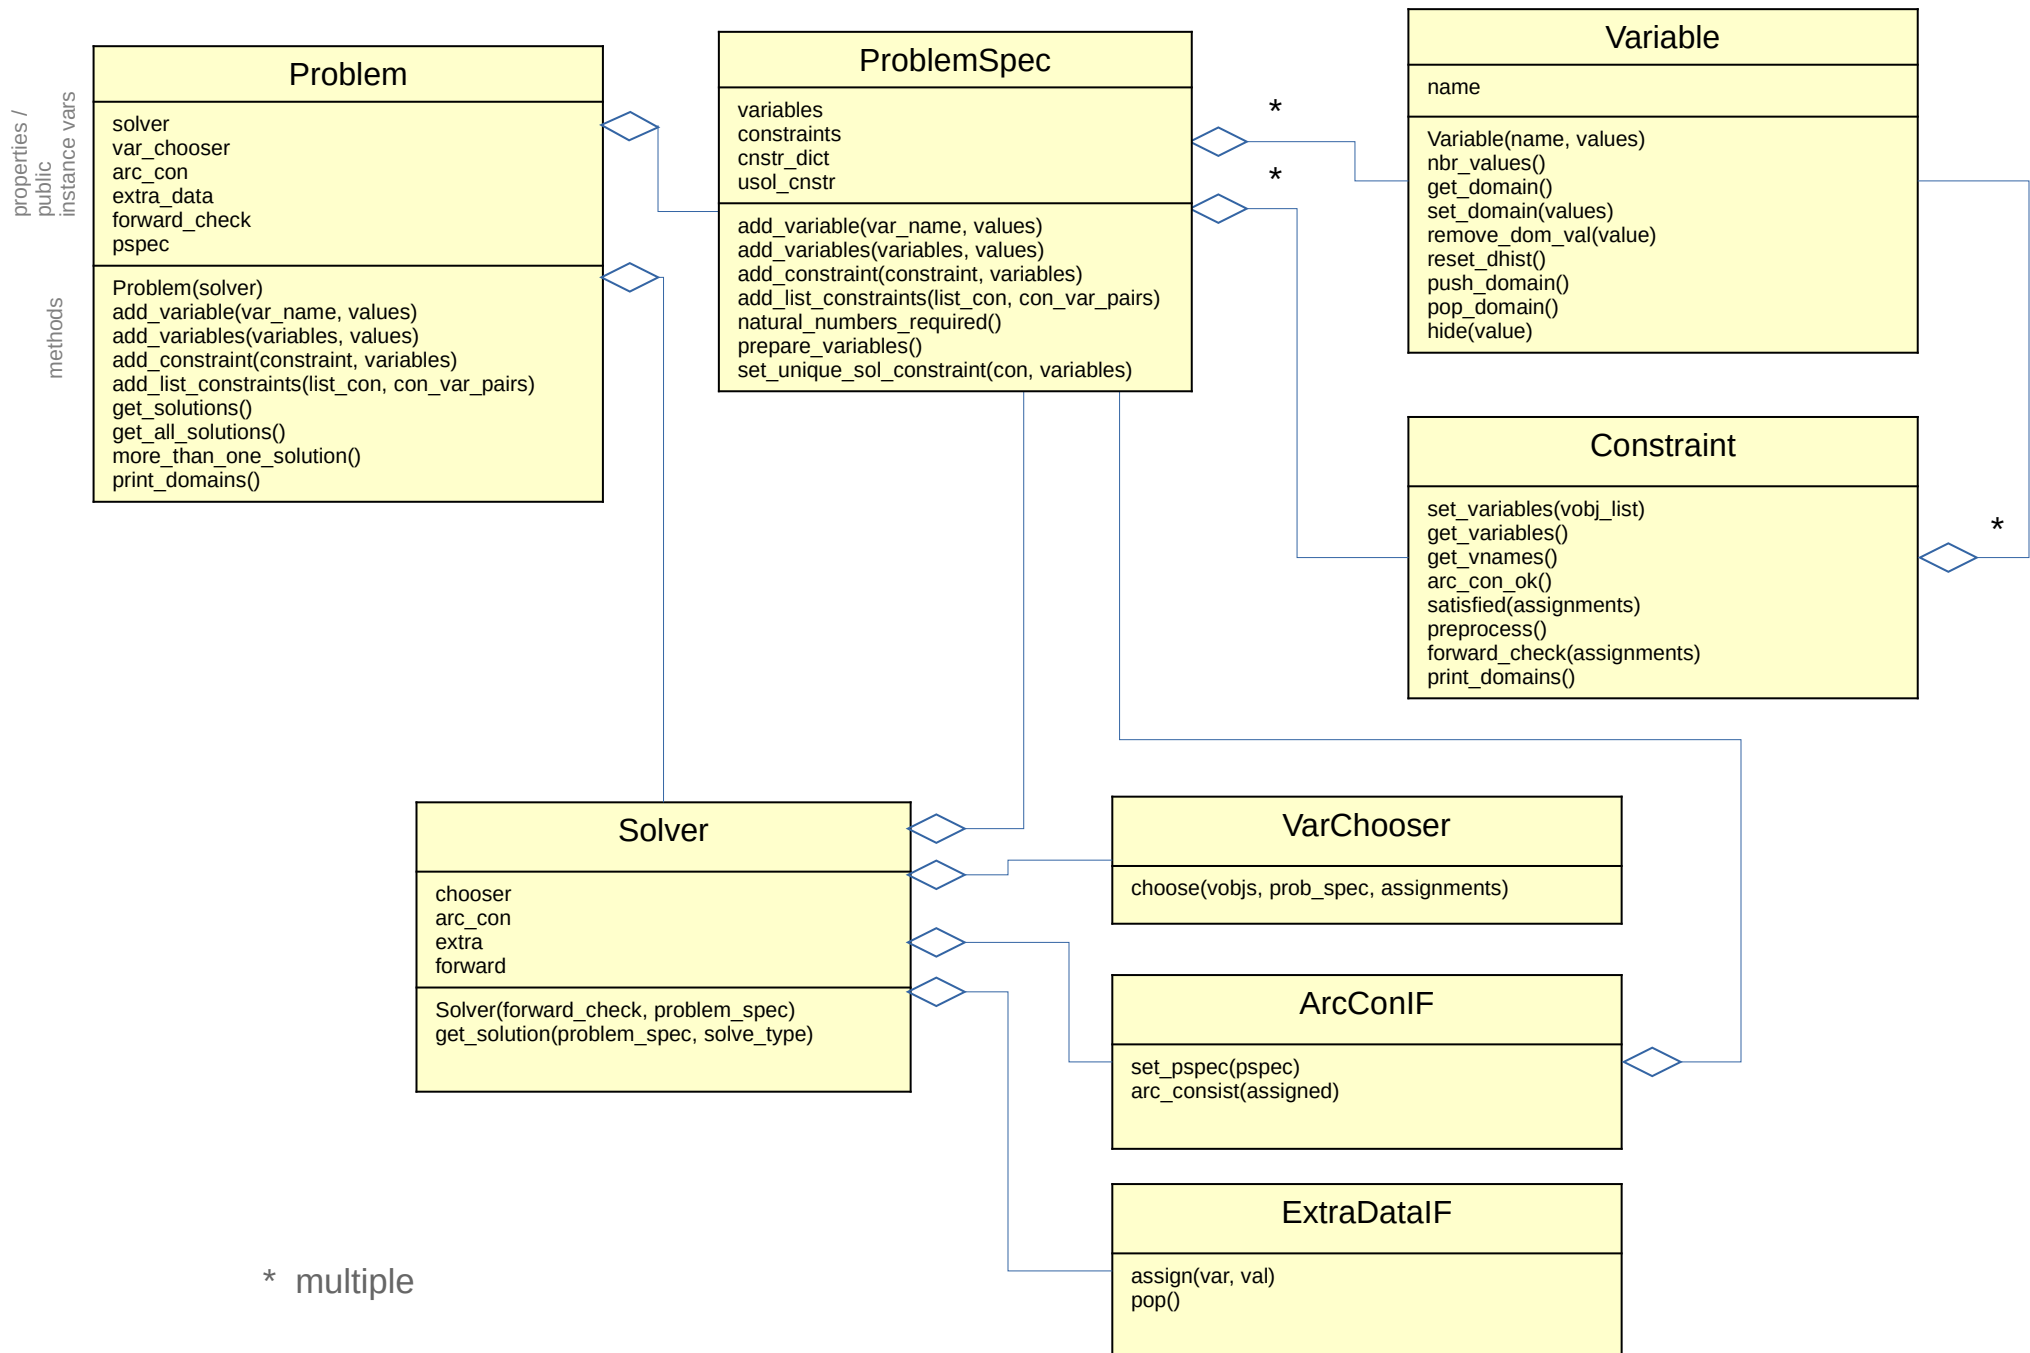 properties /
public
instance vars
methods
Problem
solver
var_chooser
arc_con
extra_data
forward_check
pspec
Problem(solver)
add_variable(var_name, values)
add_variables(variables, values)
add_constraint(constraint, variables)
add_list_constraints(list_con, con_var_pairs)
get_solutions()
get_all_solutions()
more_than_one_solution()
print_domains()
ProblemSpec
variables
constraints
cnstr_dict
usol_cnstr
add_variable(var_name, values)
add_variables(variables, values)
add_constraint(constraint, variables)
add_list_constraints(list_con, con_var_pairs)
natural_numbers_required()
prepare_variables()
set_unique_sol_constraint(con, variables)
*
*
Variable
name
Variable(name, values)
nbr_values()
get_domain()
set_domain(values)
remove_dom_val(value)
reset_dhist()
push_domain()
pop_domain()
hide(value)
Constraint
set_variables(vobj_list)
get_variables()
get_vnames()
arc_con_ok()
satisfied(assignments)
preprocess()
forward_check(assignments)
print_domains()
*
Solver
chooser
arc_con
extra
forward
Solver(forward_check, problem_spec)
get_solution(problem_spec, solve_type)
VarChooser
choose(vobjs, prob_spec, assignments)
ArcConIF
set_pspec(pspec)
arc_consist(assigned)
ExtraDataIF
assign(var, val)
pop()
* multiple